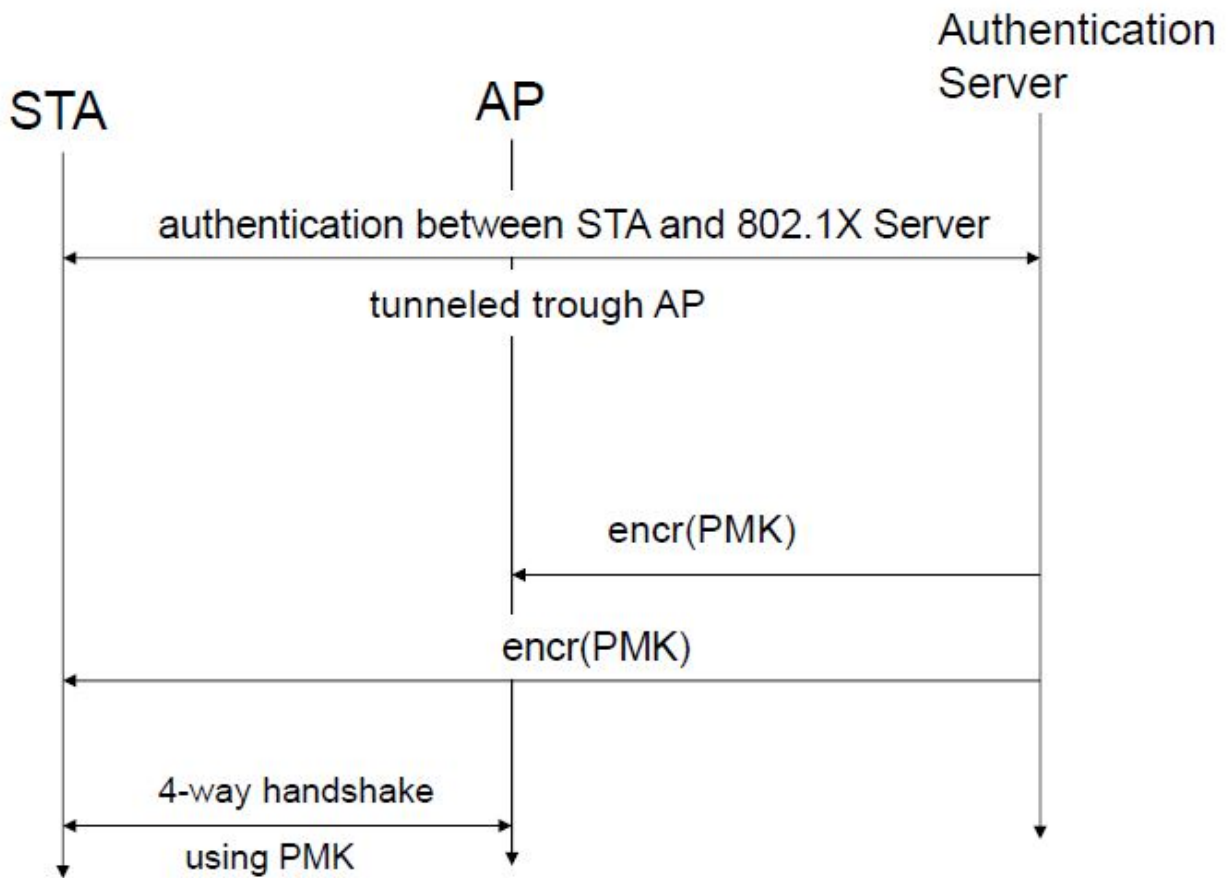 Authentication
Server
STA
AP
authentication between STA and 802.1X Server
tunneled trough AP
encr(PMK)
encr(PMK)
4-way handshake
using PMK